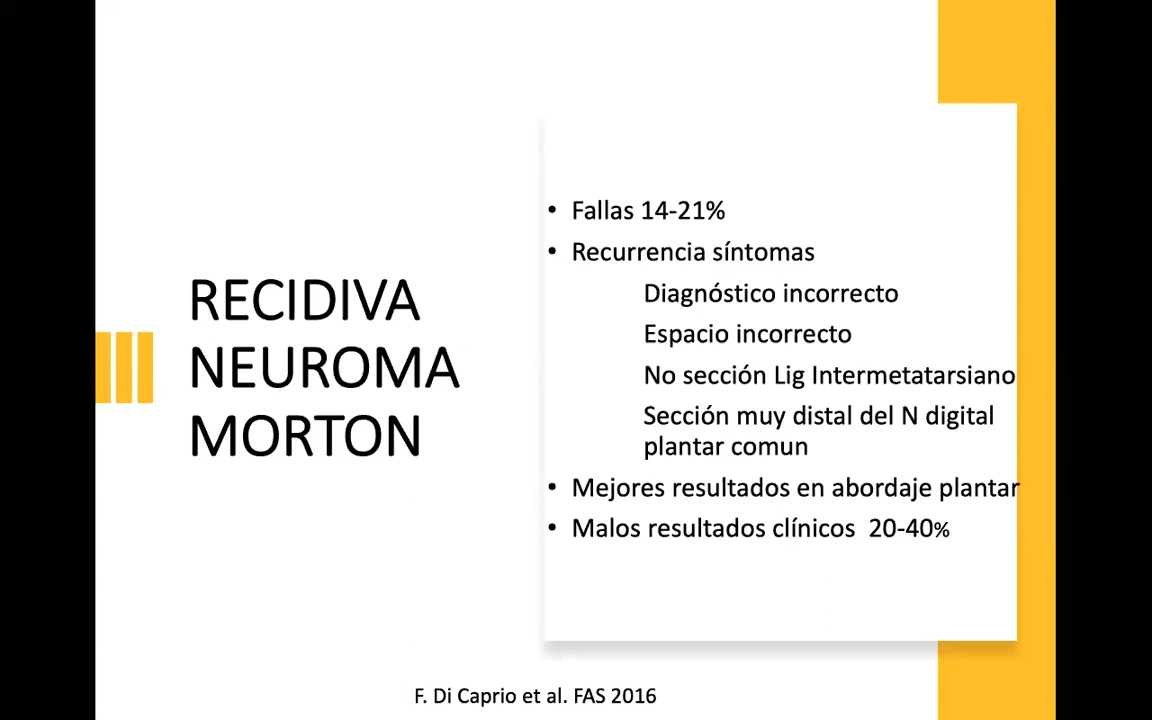 RECIDIVA
NEUROMA
MORTON
• Fallas 14-21%
• Recurrencia síntomas
Diagnóstico incorrecto
Espacio incorrecto
No sección Lig Intermetatarsiano
Sección muy distal del N digital
plantar comun
• Mejores resultados en abordaje plantar
• Malos resultados clínicos 20-40%
F. Di Caprio et al. FAS 2016